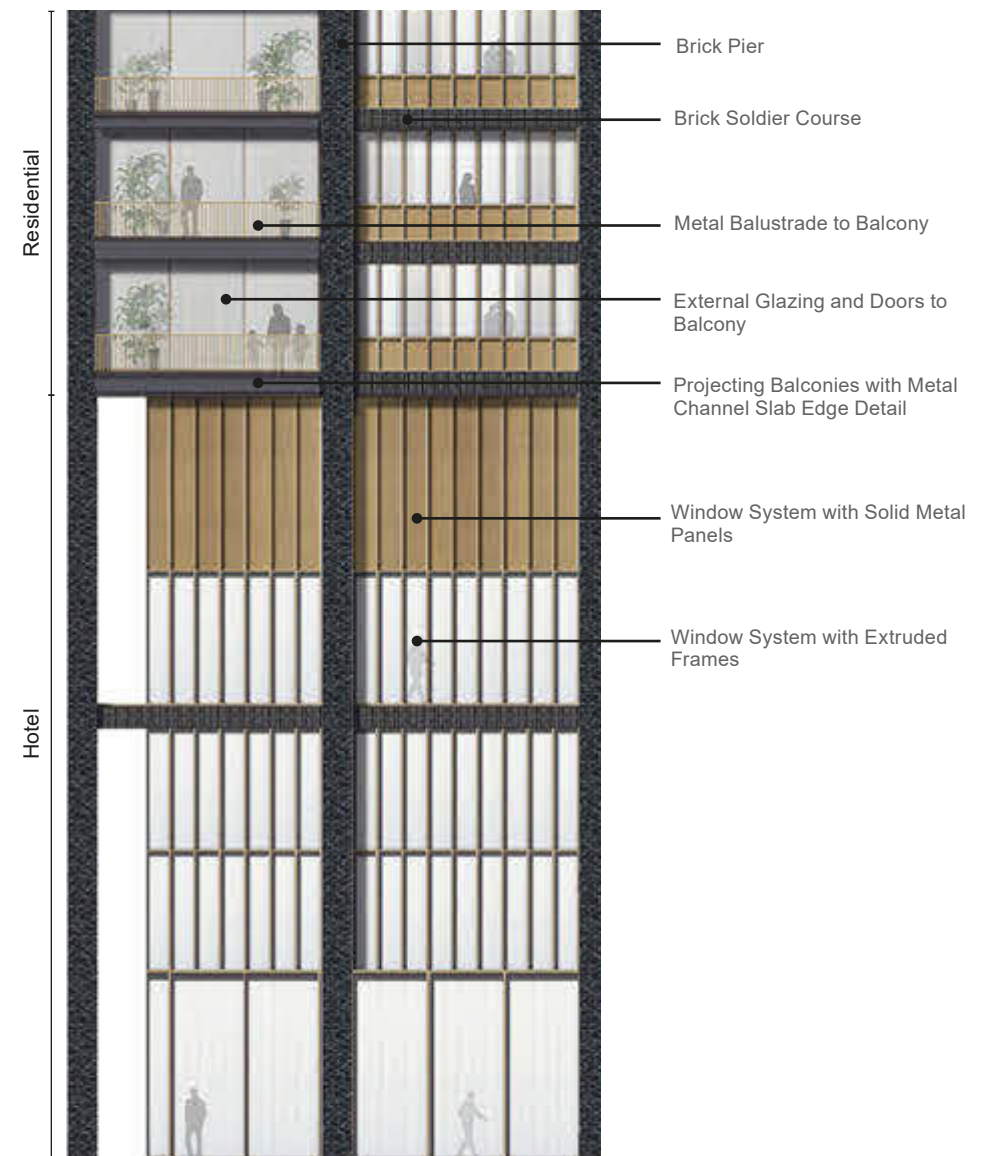 Residential
Hotel
Brick Pier
Brick Soldier Course
Metal Balustrade to Balcony
External Glazing and Doors to
Balcony
Projecting Balconies with Metal
Channel Slab Edge Detail
Window System with Solid Metal
Panels
Window System with Extruded
Frames